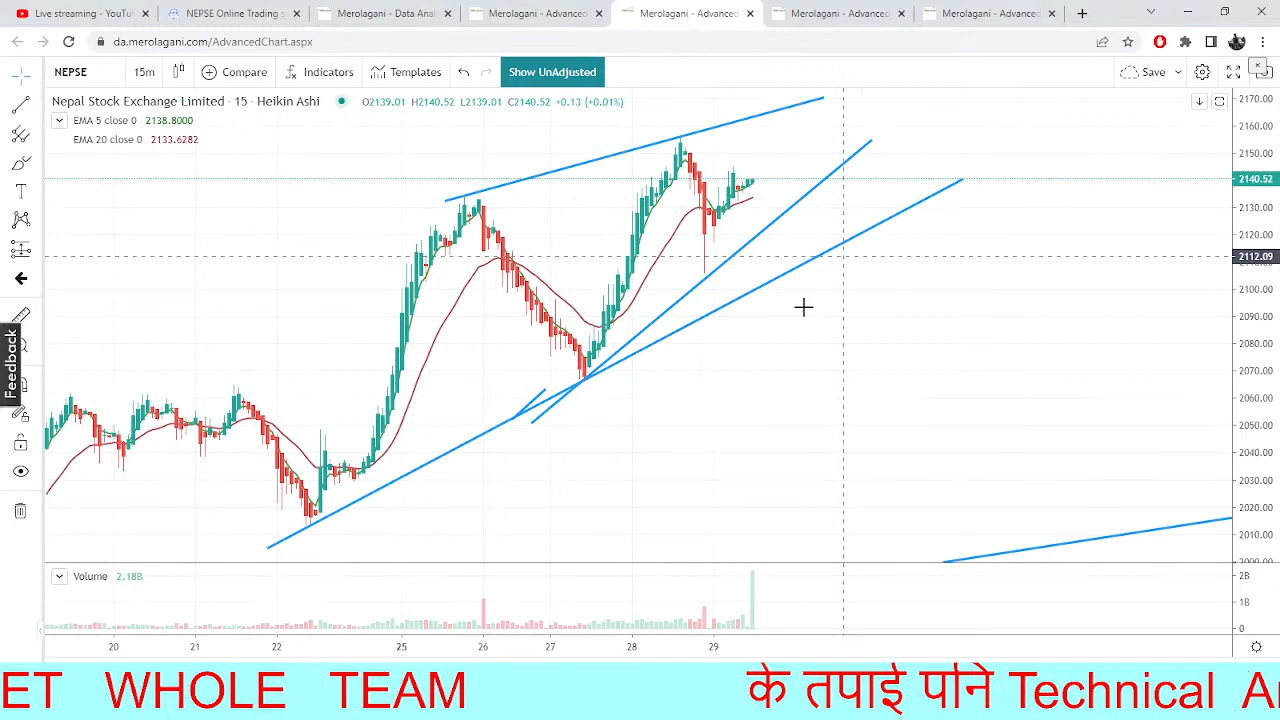 Live streaming - YouTu
NEPSE Online Trading s
Merolagani - Data Anal
Merolagani - Advanced
Merolagani - Advanced
Merolagani - Advanced
Merolagani - Advanced
da.merolagani.com/AdvancedChart.aspx
NEPSE 15m Compare Indicators Templates Show UnAdjusted Save
Nepal Stock Exchange Limited - 15 - Heikin Ashi O2139.01 H2140.52 L2139.01 C2140.52 +0.13 (+0.01%)
EMA 5 close 0 2138.8000
EMA 20 close 0 2133.6282
2170.00
2160.00
2150.00
2140.52
2130.00
2120.00
2112.09
2100.00
2090.00
2080.00
2070.00
2060.00
2050.00
2040.00
2030.00
2020.00
2010.00
Feedback
Volume 2.18B
2B
1B
0
20 21 22 25 26 27 28 29
ET WHOLE TEAM के तपाई पनि Technical An